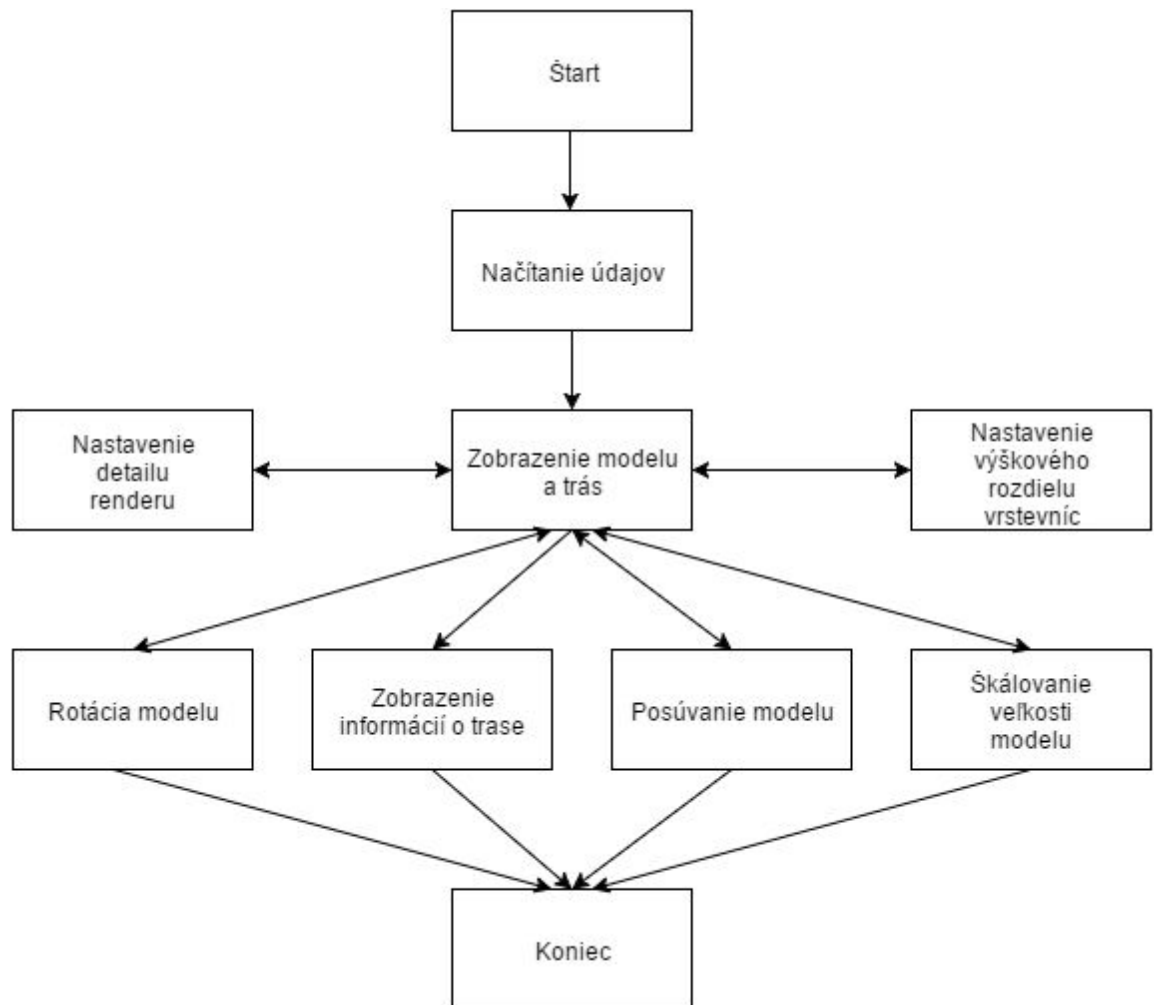 Štart
Načítanie údajov
Nastavenie
detailu
renderu
Zobrazenie modelu
a trás
Nastavenie
výškového
rozdielu
vrstevníc
Rotácia modelu
Zobrazenie
informácií o trase
Posúvanie modelu
Škálovanie
veľkosti
modelu
Koniec